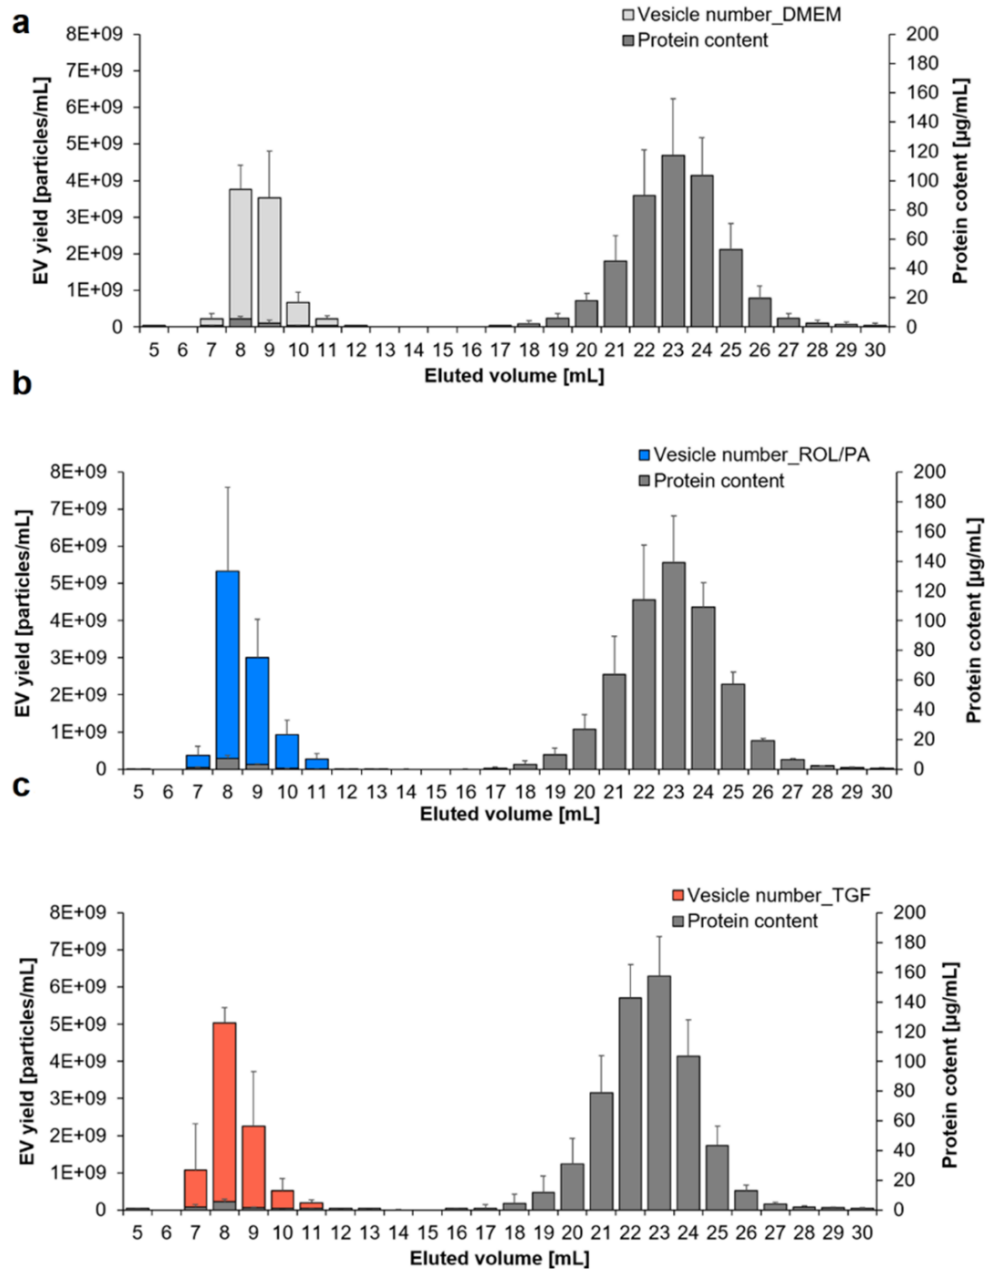 a
Vesicle number_DMEM
Protein content
8E+09
7E+09
6E+09
5E+09
4E+09
3E+09
2E+09
1E+09
0
200
180
160
140
120
100
80
60
40
20
0
EV yield [particles/mL]
Protein cotent [µg/mL]
5 6 7 8 9 10 11 12 13 14 15 16 17 18 19 20 21 22 23 24 25 26 27 28 29 30
Eluted volume [mL]
b
Vesicle number_ROL/PA
Protein content
8E+09
7E+09
6E+09
5E+09
4E+09
3E+09
2E+09
1E+09
0
200
180
160
140
120
100
80
60
40
20
0
EV yield [particles/mL]
Protein cotent [µg/mL]
5 6 7 8 9 10 11 12 13 14 15 16 17 18 19 20 21 22 23 24 25 26 27 28 29 30
Eluted volume [mL]
c
Vesicle number_TGF
Protein content
8E+09
7E+09
6E+09
5E+09
4E+09
3E+09
2E+09
1E+09
0
200
180
160
140
120
100
80
60
40
20
0
EV yield [particles/mL]
Protein cotent [µg/mL]
5 6 7 8 9 10 11 12 13 14 15 16 17 18 19 20 21 22 23 24 25 26 27 28 29 30
Eluted volume [mL]